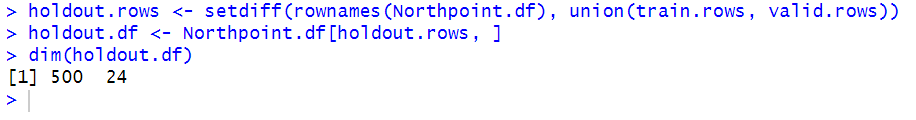 > holdout.rows <- setdiff(rownames(Northpoint.df), union(train.rows, valid.rows))
> holdout.df <- Northpoint.df[holdout.rows, ]
> dim(holdout.df)
[1] 500  24
>